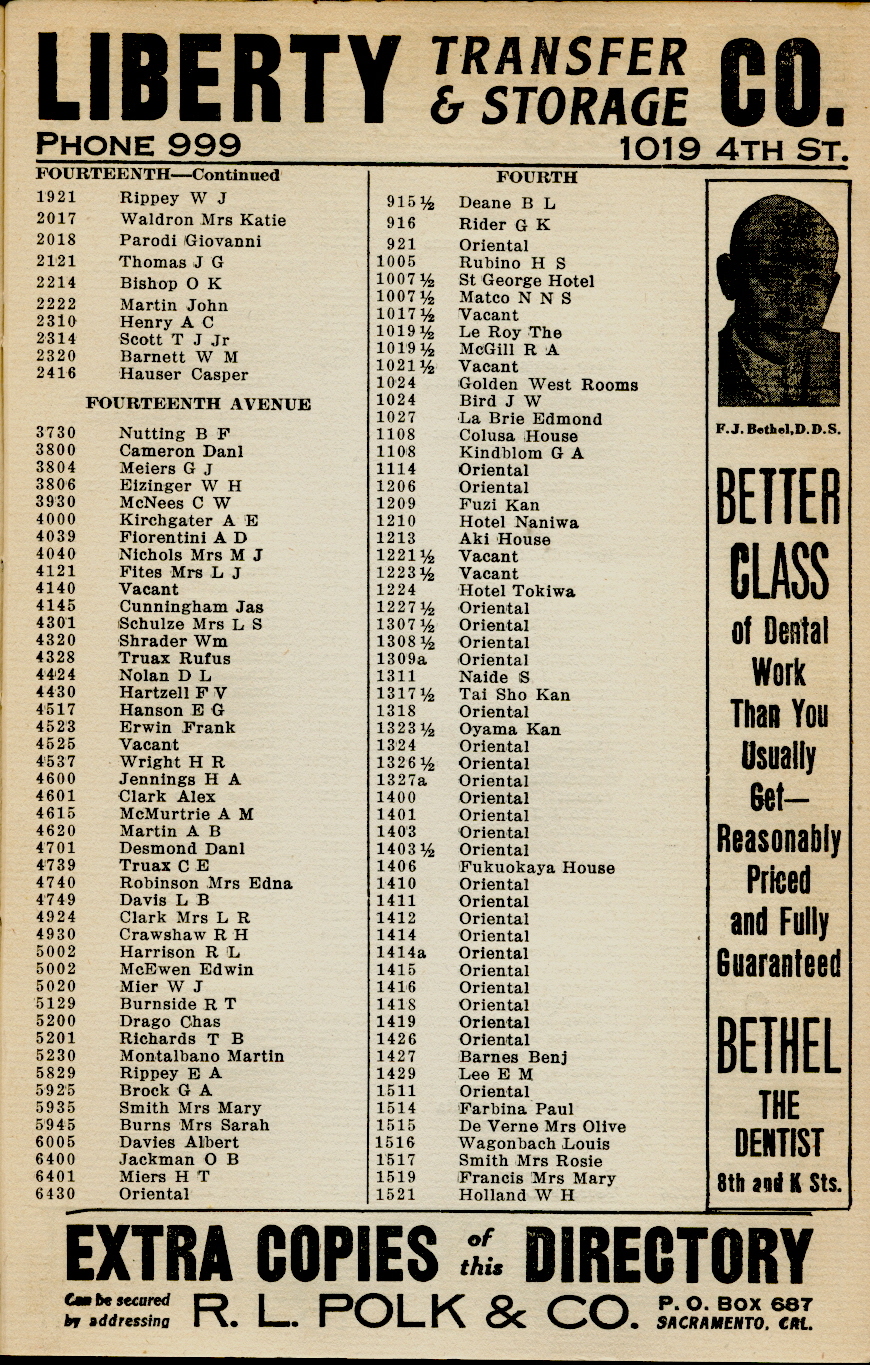 LIBERTY TRANSFER & STORAGE CO.
PHONE 999 1019 4TH ST.
FOURTEENTH—Continued
1921 Rippey W J
2017 Waldron Mrs Katie
2018 Parodi Giovanni
2121 Thomas J G
2214 Bishop O K
2222 Martin John
2310 Henry A C
2314 Scott T J Jr
2320 Barnett W M
2416 Hauser Casper
FOURTEENTH AVENUE
3730 Nutting B F
3800 Cameron Danl
3804 Meiers G J
3806 Eizinger W H
3930 McNees C W
4000 Kirchgater A E
4039 Fiorentini A D
4040 Nichols Mrs M J
4121 Fites Mrs L J
4140 Vacant
4145 Cunningham Jas
4301 Schulze Mrs L S
4320 Shrader Wm
4328 Truax Rufus
4424 Nolan D L
4430 Hartzell F V
4517 Hanson E G
4523 Erwin Frank
4525 Vacant
4537 Wright H R
4600 Jennings H A
4601 Clark Alex
4615 McMurtrie A M
4620 Martin A B
4701 Desmond Danl
4739 Truax C E
4740 Robinson Mrs Edna
4749 Davis L B
4924 Clark Mrs L R
4930 Crawshaw R H
5002 Harrison R L
5002 McEwen Edwin
5020 Mier W J
5129 Burnside R T
5200 Drago Chas
5201 Richards T B
5230 Montalbano Martin
5829 Rippey E A
5925 Brock G A
5935 Smith Mrs Mary
5945 Burns Mrs Sarah
6005 Davies Albert
6400 Jackman O B
6401 Miers H T
6430 Oriental
FOURTH
915½ Deane B L
916 Rider G K
921 Oriental
1005 Rubino H S
1007½ St George Hotel
1007½ Matco N N S
1017½ Vacant
1019½ Le Roy The
1019½ McGill R A
1021½ Vacant
1024 Golden West Rooms
1024 Bird J W
1027 La Brie Edmond
1108 Colusa House
1108 Kindblom G A
1114 Oriental
1206 Oriental
1209 Fuzi Kan
1210 Hotel Naniwa
1213 Aki House
1221½ Vacant
1223½ Vacant
1224 Hotel Tokiwa
1227½ Oriental
1307½ Oriental
1308½ Oriental
1309a Oriental
1311 Naide S
1317½ Tai Sho Kan
1318 Oriental
1323½ Oyama Kan
1324 Oriental
1326½ Oriental
1327a Oriental
1400 Oriental
1401 Oriental
1403 Oriental
1403½ Oriental
1406 Fukuokaya House
1410 Oriental
1411 Oriental
1412 Oriental
1414 Oriental
1414a Oriental
1415 Oriental
1416 Oriental
1418 Oriental
1419 Oriental
1426 Oriental
1427 Barnes Benj
1429 Lee E M
1511 Oriental
1514 Farbina Paul
1515 De Verne Mrs Olive
1516 Wagonbach Louis
1517 Smith Mrs Rosie
1519 Francis Mrs Mary
1521 Holland W H
F. J. Bethel, D.D.S.
BETTER
CLASS
of Dental
Work
Than You
Usually
Get—
Reasonably
Priced
and Fully
Guaranteed
BETHEL
THE
DENTIST
8th and K Sts.
EXTRA COPIES of this DIRECTORY
Can be secured by addressing R. L. POLK & CO. P. O. BOX 687 SACRAMENTO, CAL.